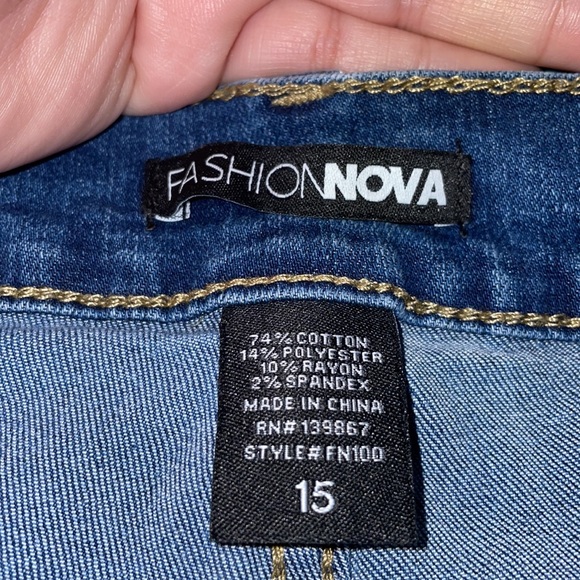 FASHIONNOVA
74% COTTON
14% POLYESTER
10% RAYON
2% SPANDEX
MADE IN CHINA
RN# 139867
STYLE# FN100
15